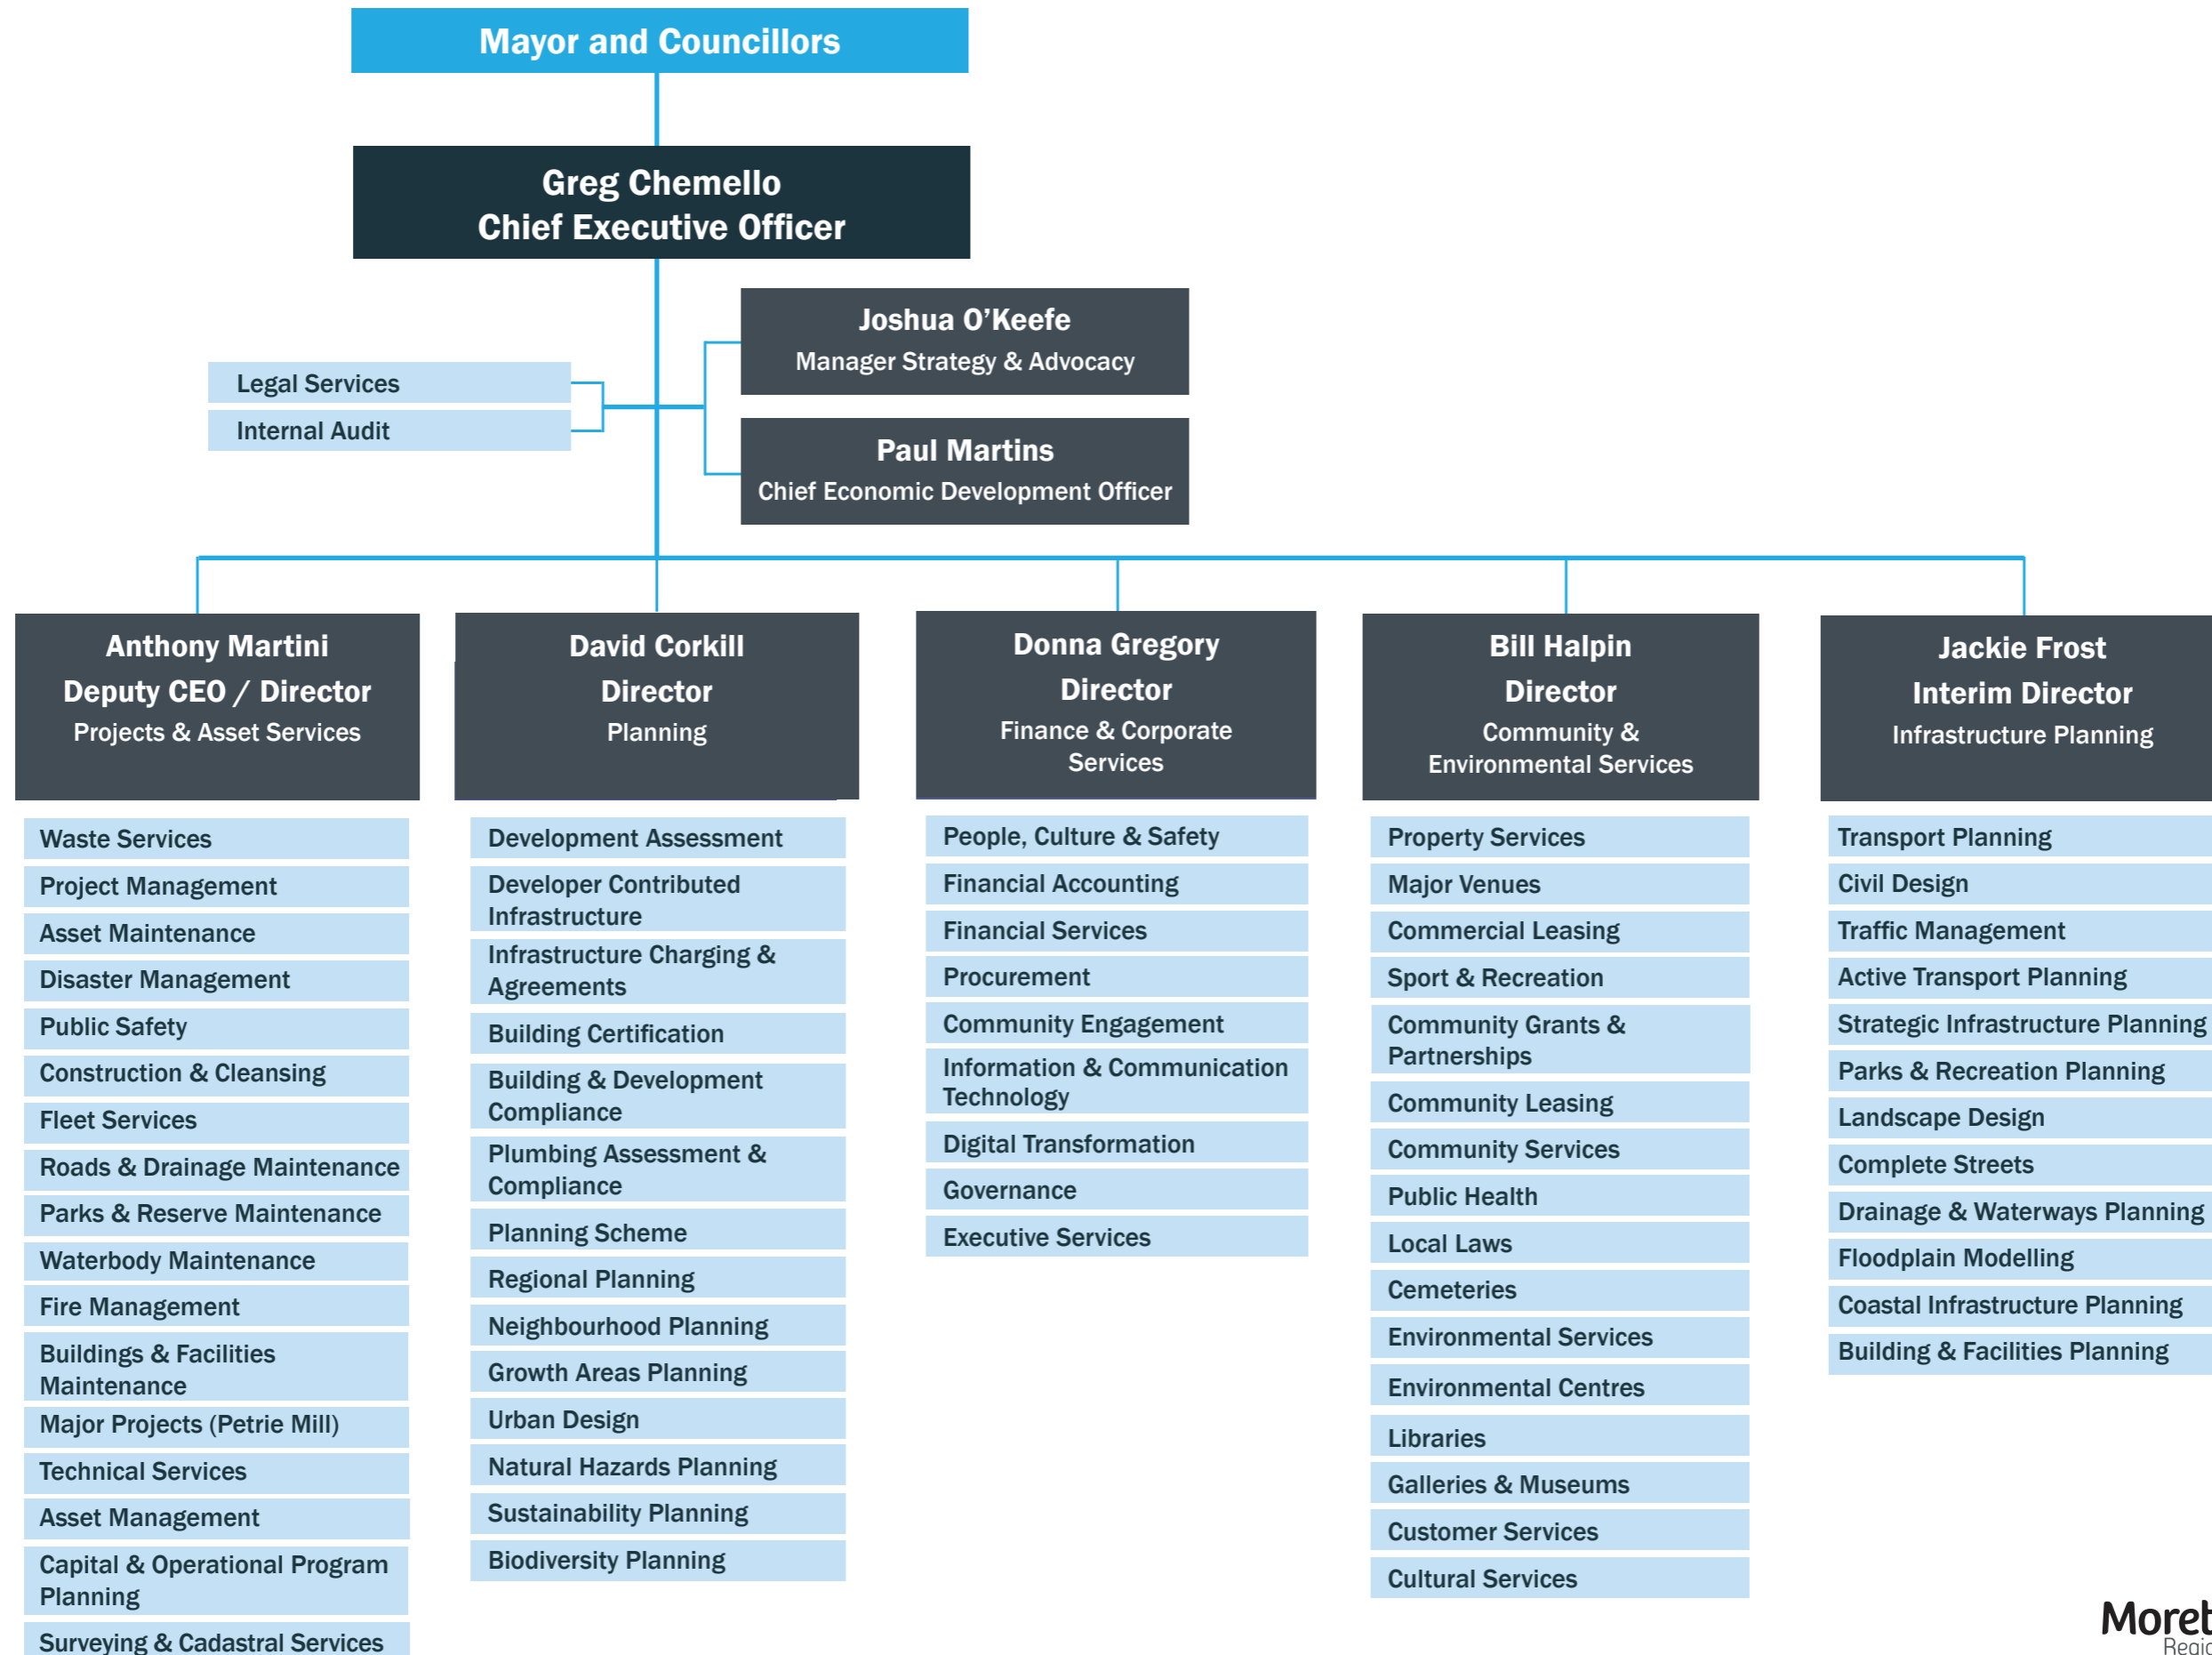 Mayor and Councillors
Greg Chemello
Chief Executive Officer
Joshua O’Keefe
Manager Strategy & Advocacy
Legal Services
Internal Audit
Paul Martins
Chief Economic Development Officer
Anthony Martini
Deputy CEO / Director
Projects & Asset Services
Waste Services
Project Management
Asset Maintenance
Disaster Management
Public Safety
Construction & Cleansing
Fleet Services
Roads & Drainage Maintenance
Parks & Reserve Maintenance
Waterbody Maintenance
Fire Management
Buildings & Facilities
Maintenance
Major Projects (Petrie Mill)
Technical Services
Asset Management
Capital & Operational Program
Planning
Surveying & Cadastral Services
David Corkill
Director
Planning
Development Assessment
Developer Contributed
Infrastructure
Infrastructure Charging &
Agreements
Building Certification
Building & Development
Compliance
Plumbing Assessment &
Compliance
Planning Scheme
Regional Planning
Neighbourhood Planning
Growth Areas Planning
Urban Design
Natural Hazards Planning
Sustainability Planning
Biodiversity Planning
Donna Gregory
Director
Finance & Corporate
Services
People, Culture & Safety
Financial Accounting
Financial Services
Procurement
Community Engagement
Information & Communication
Technology
Digital Transformation
Governance
Executive Services
Bill Halpin
Director
Community &
Environmental Services
Property Services
Major Venues
Commercial Leasing
Sport & Recreation
Community Grants &
Partnerships
Community Leasing
Community Services
Public Health
Local Laws
Cemeteries
Environmental Services
Environmental Centres
Libraries
Galleries & Museums
Customer Services
Cultural Services
Jackie Frost
Interim Director
Infrastructure Planning
Transport Planning
Civil Design
Traffic Management
Active Transport Planning
Strategic Infrastructure Planning
Parks & Recreation Planning
Landscape Design
Complete Streets
Drainage & Waterways Planning
Floodplain Modelling
Coastal Infrastructure Planning
Building & Facilities Planning